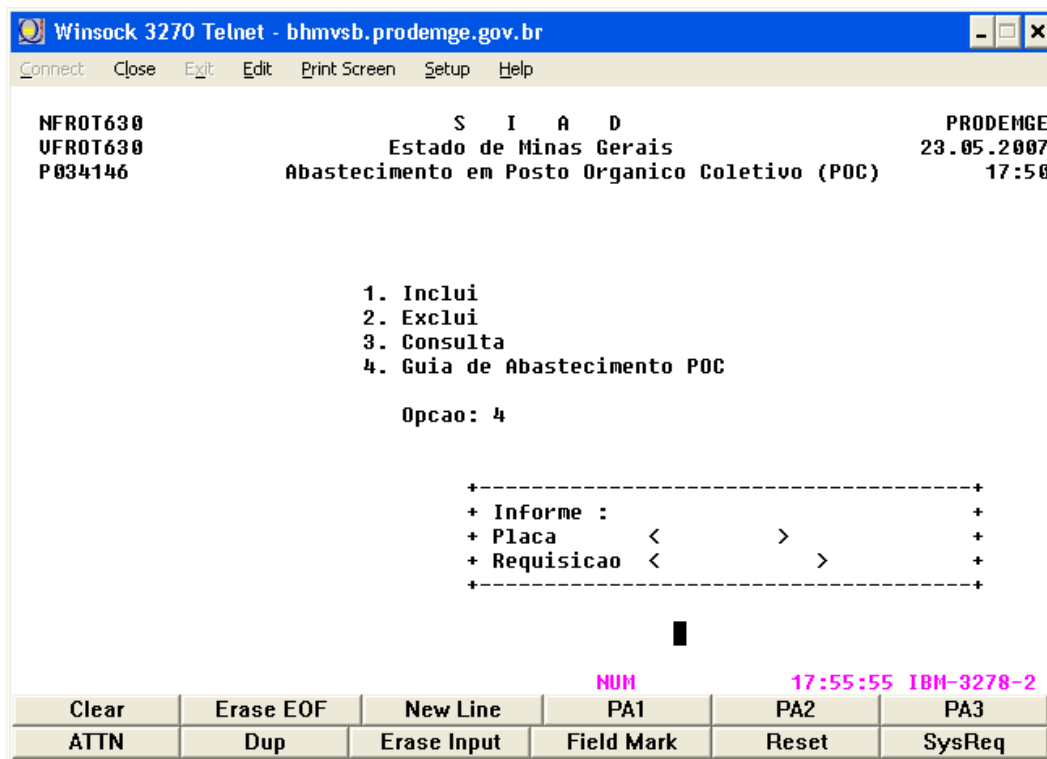 Winsock 3270 Telnet - bhmvsb.prodemge.gov.br
Connect Close Exit Edit Print Screen Setup Help
NFROT630 S I A D PRODEMGE
VFROT630 Estado de Minas Gerais 23.05.2007
P034146 Abastecimento em Posto Organico Coletivo (POC) 17:50
1. Inclui
2. Exclui
3. Consulta
4. Guia de Abastecimento POC
Opcao: 4
+--------------------------------------+
+ Informe : +
+ Placa < > +
+ Requisicao < > +
+--------------------------------------+
NUM 17:55:55 IBM-3278-2
Clear Erase EOF New Line PA1 PA2 PA3
ATTN Dup Erase Input Field Mark Reset SysReq